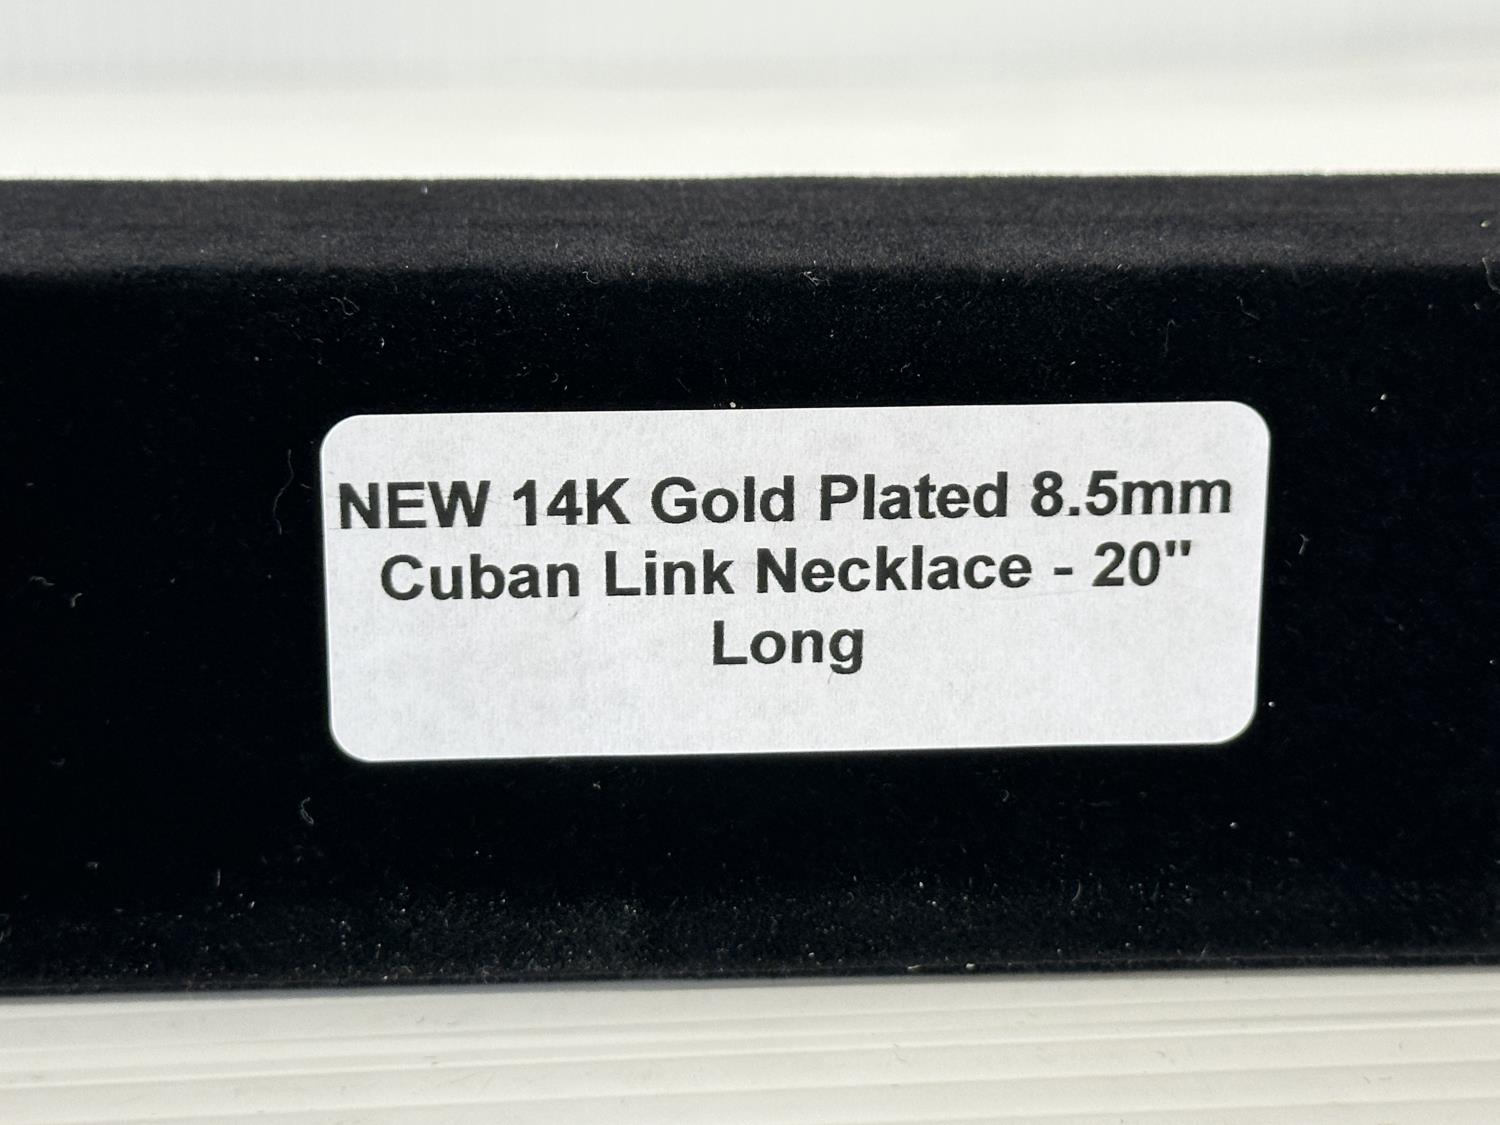 NEW 14K Gold Plated 8.5mm
Cuban Link Necklace - 20"
Long